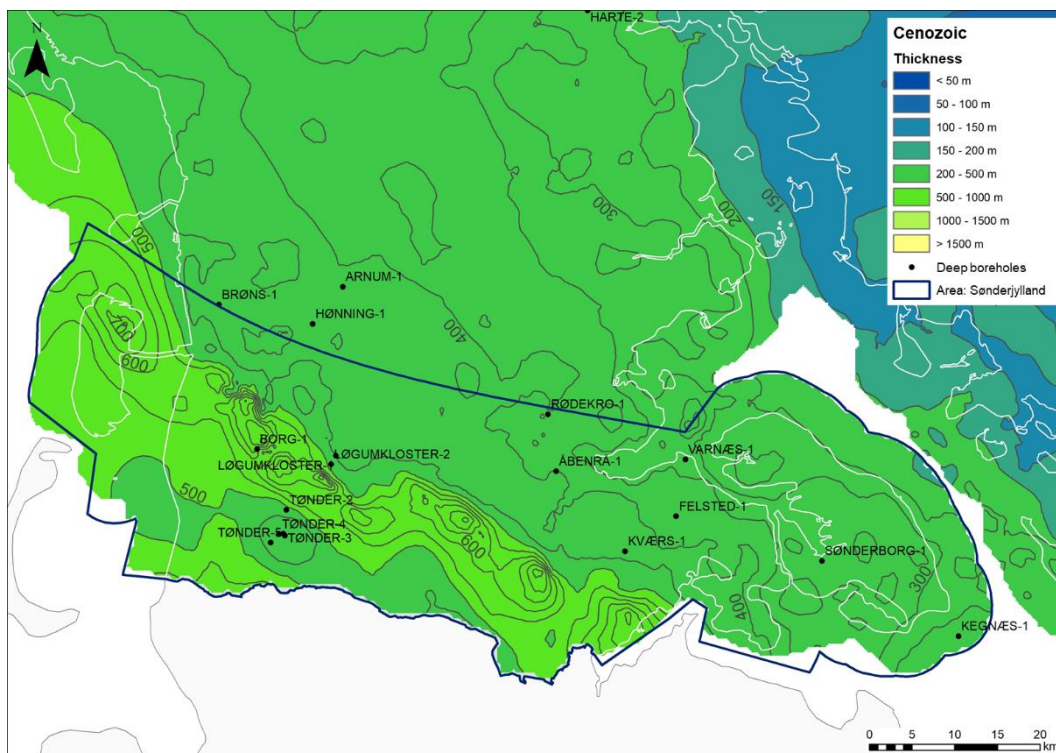 HARTE-2
N
Cenozoic
Thickness
< 50 m
50 - 100 m
100 - 150 m
150 - 200 m
200 - 500 m
500 - 1000 m
1000 - 1500 m
> 1500 m
Deep boreholes
Area: Sønderjylland
300
200
150
500
ARNUM-1
BRØNS-1
HØNNING-1
400
700
600
RØDEKRO-1
BORG-1
LØGUMKLOSTER-2
LØGUMKLOSTER-
VARNÆS-1
ÅBENRÅ-1
500
TØNDER-2
FELSTED-1
TØNDER-4
TØNDER-5
TØNDER-3
600
KVÆRS-1
SØNDERBORG-1
300
400
KEGNÆS-1
0 5 10 20
km